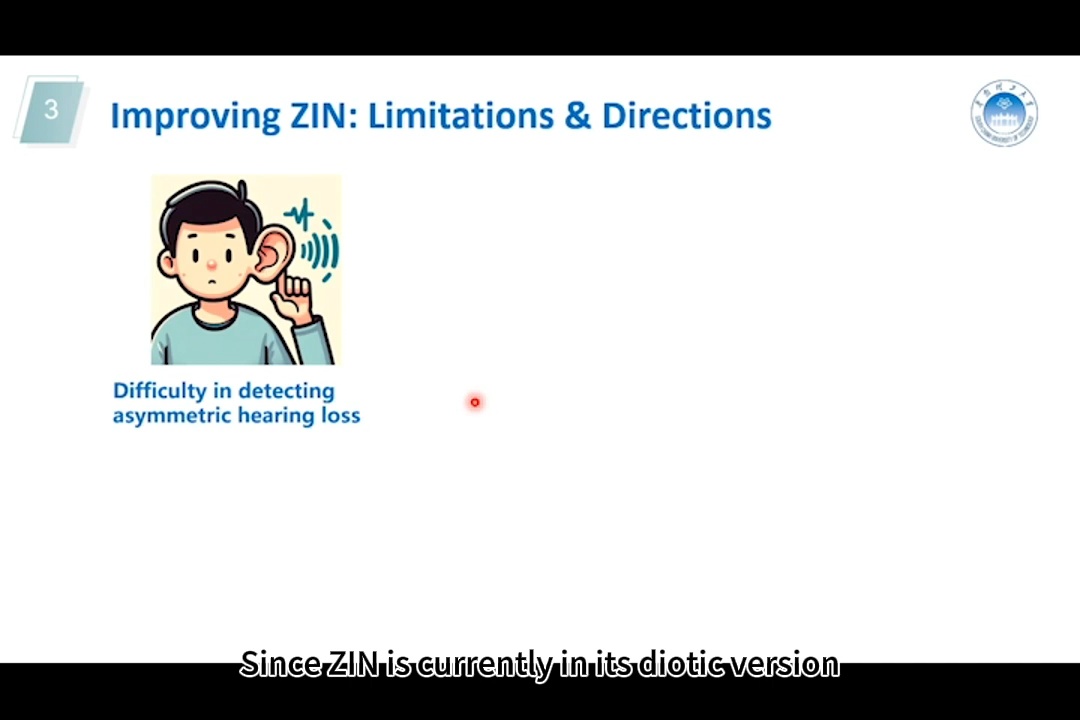 3
Improving ZIN: Limitations & Directions
Difficulty in detecting
asymmetric hearing loss
Since ZIN is currently in its diotic version